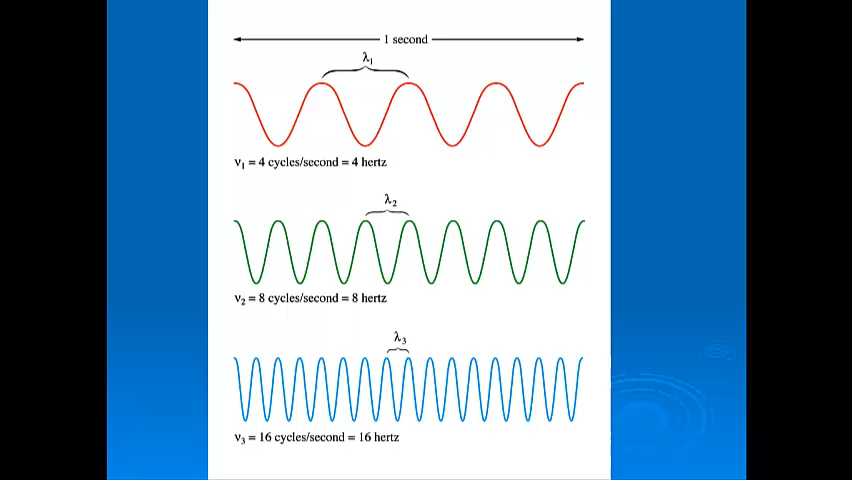 1 second
λ₁
ν₁ = 4 cycles/second = 4 hertz
λ₂
ν₂ = 8 cycles/second = 8 hertz
λ₃
ν₃ = 16 cycles/second = 16 hertz